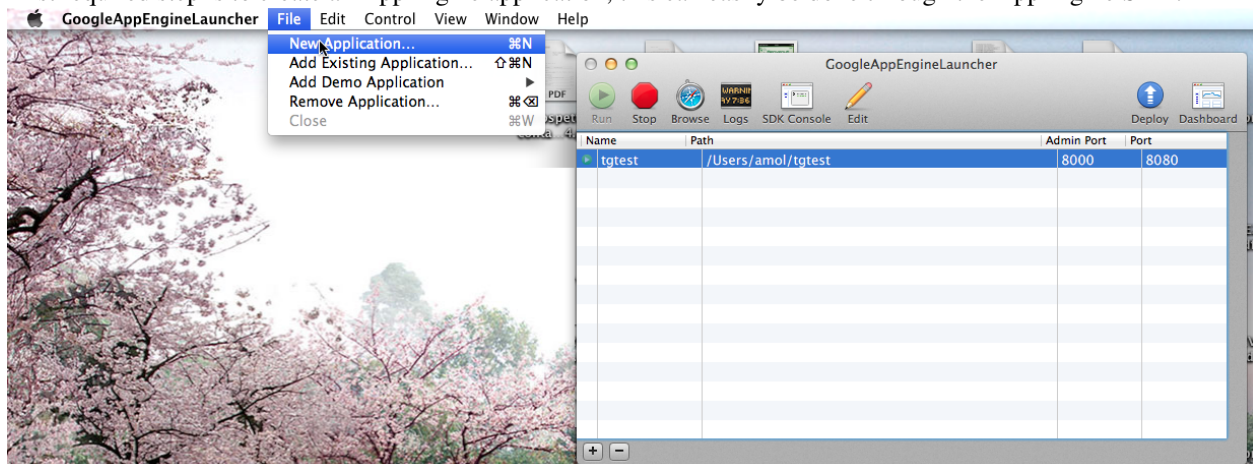 GoogleAppEngineLauncher File Edit Control View Window Help
New Application... ⌘N
Add Existing Application... ⇧⌘N
Add Demo Application ▶
Remove Application... ⌘⌫
Close ⌘W
PDF
GoogleAppEngineLauncher
Run Stop Browse Logs SDK Console Edit Deploy Dashboard
Name Path Admin Port Port
tgtest /Users/amol/tgtest 8000 8080